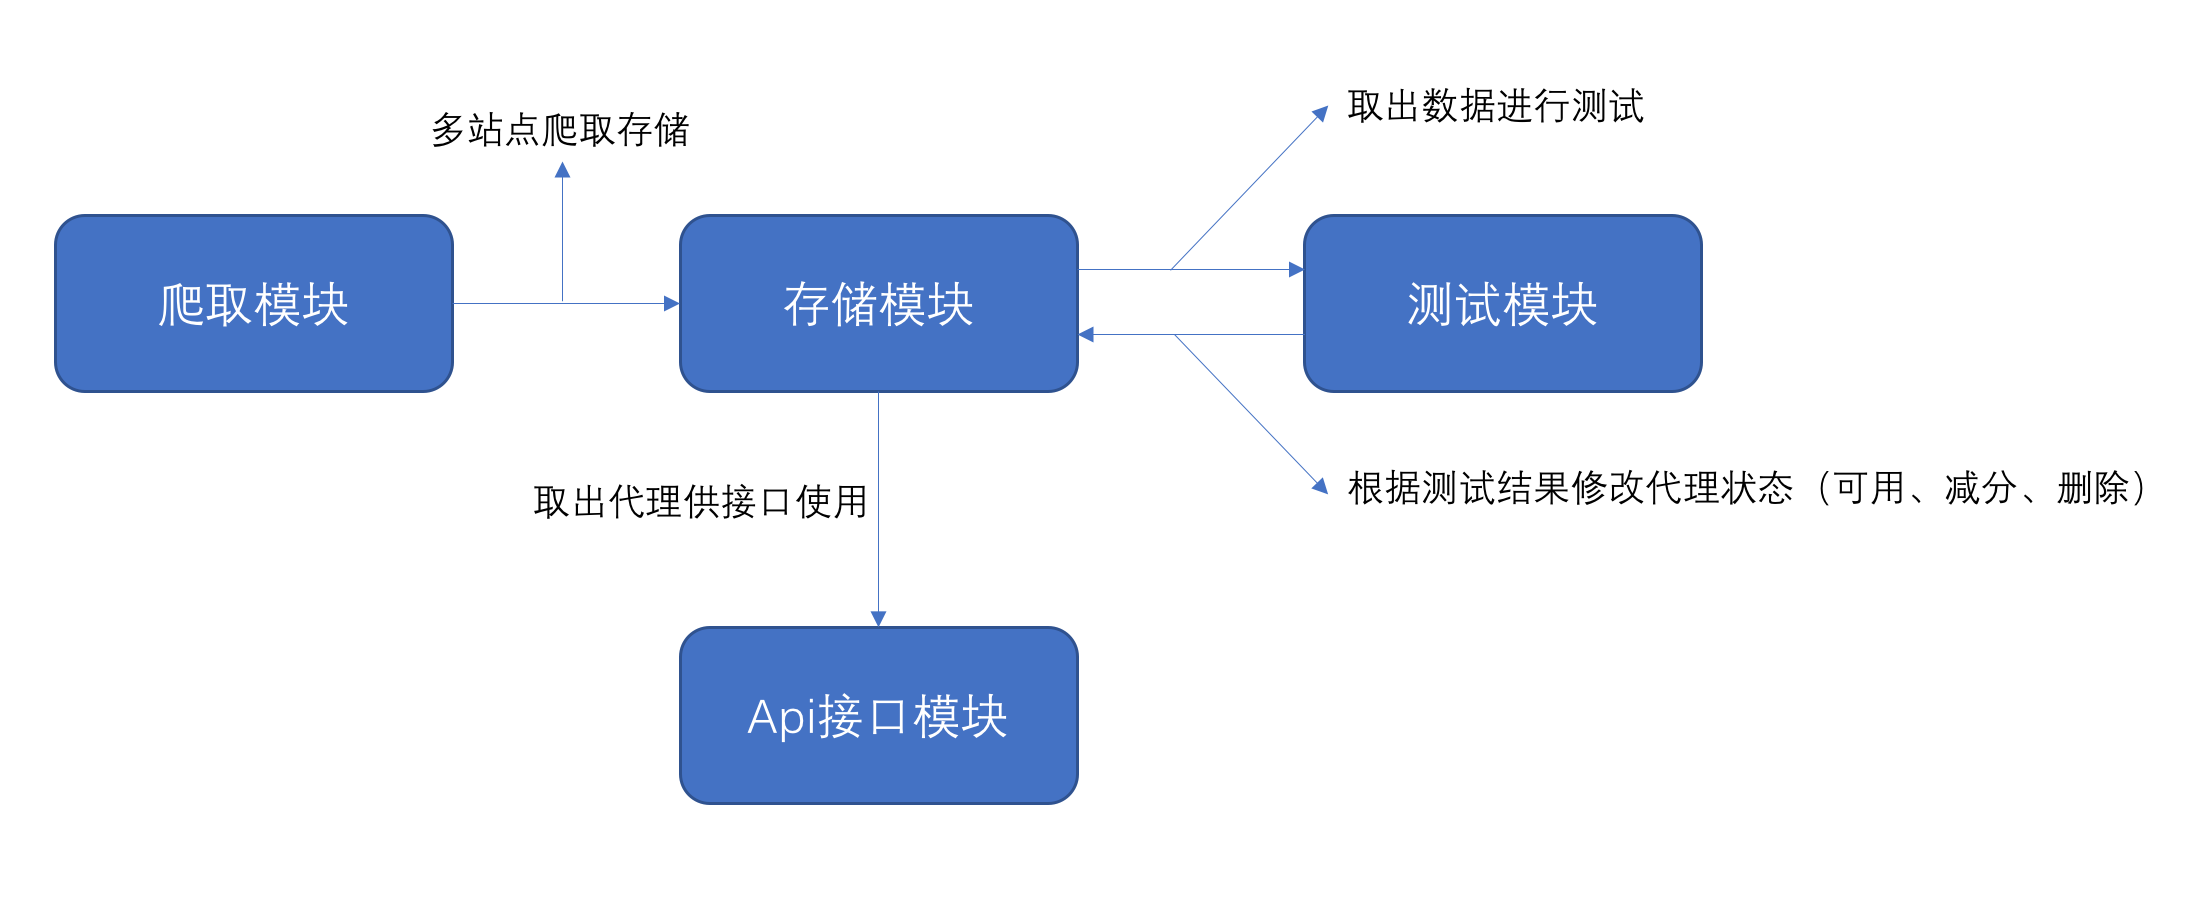 取出数据进行测试
多站点爬取存储
爬取模块
存储模块
测试模块
根据测试结果修改代理状态（可用、减分、删除）
取出代理供接口使用
Api接口模块